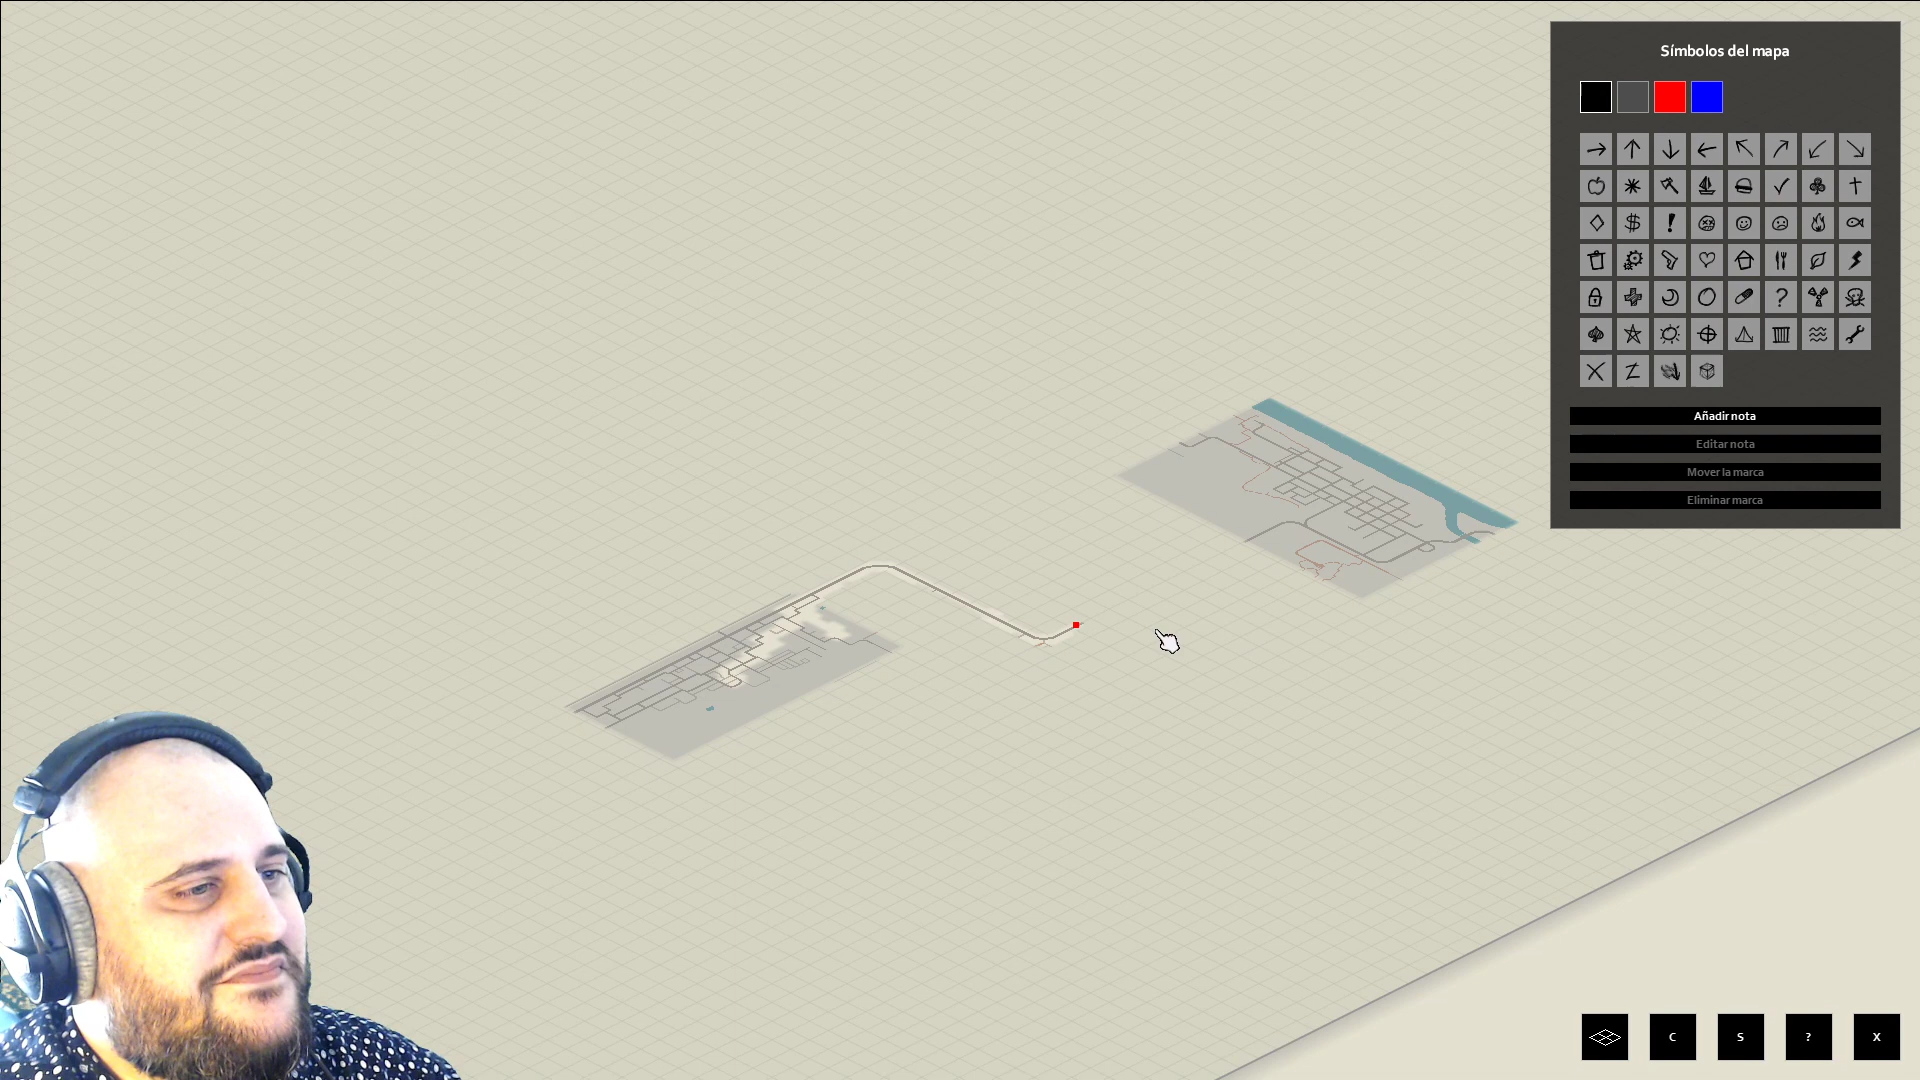 Símbolos del mapa
Añadir nota
Editar nota
Mover la marca
Eliminar marca
C
S
?
X